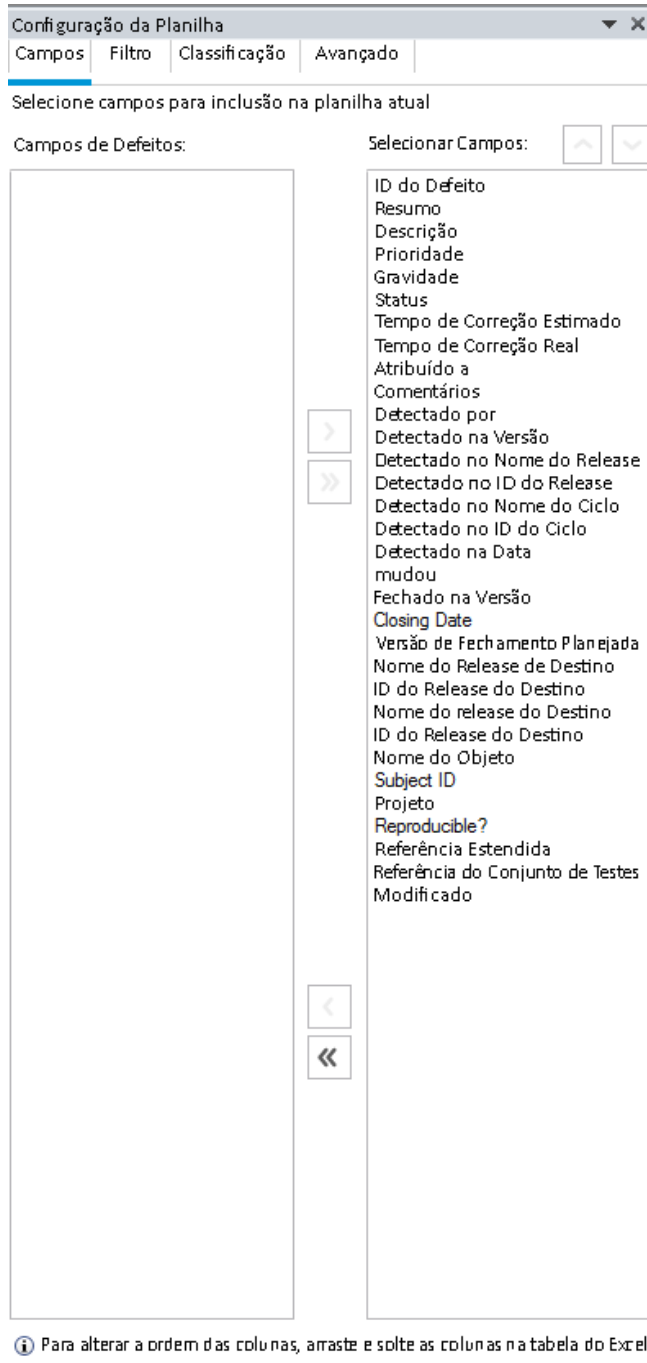 Configuração da Planilha
Campos Filtro Classificação Avançado
Selecione campos para inclusão na planilha atual
Campos de Defeitos: Selecionar Campos:
ID do Defeito
Resumo
Descrição
Prioridade
Gravidade
Status
Tempo de Correção Estimado
Tempo de Correção Real
Atribuído a
Comentários
Detectado por
Detectado na Versão
Detectado no Nome do Release
Detectado no ID do Release
Detectado no Nome do Ciclo
Detectado no ID do Ciclo
Detectado na Data
mudou
Fechado na Versão
Closing Date
Versão de Fechamento Planejada
Nome do Release de Destino
ID do Release do Destino
Nome do release do Destino
ID do Release do Destino
Nome do Objeto
Subject ID
Projeto
Reproducible?
Referência Estendida
Referência do Conjunto de Testes
Modificado
Para alterar a ordem das colunas, arraste e solte as colunas na tabela do Excel